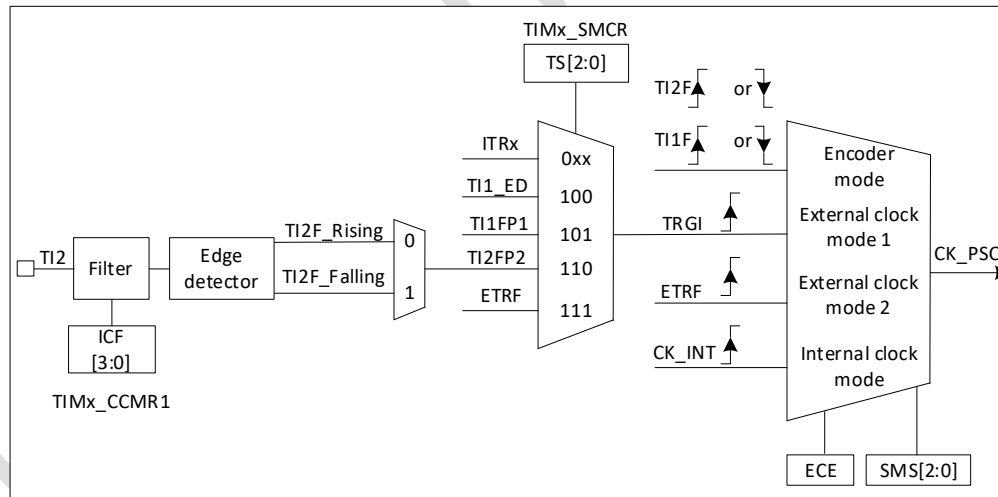 TIMx_SMCR
TS[2:0]
TI2F or
TI1F or
ITRx
0xx
TI1_ED
100
TI1FP1
101
TI2FP2
110
ETRF
111
TI2
Filter
Edge
detector
TI2F_Rising
0
TI2F_Falling
1
ICF
[3:0]
TIMx_CCMR1
Encoder
mode
TRGI
External clock
mode 1
ETRF
External clock
mode 2
CK_INT
Internal clock
mode
CK_PSC
ECE
SMS[2:0]